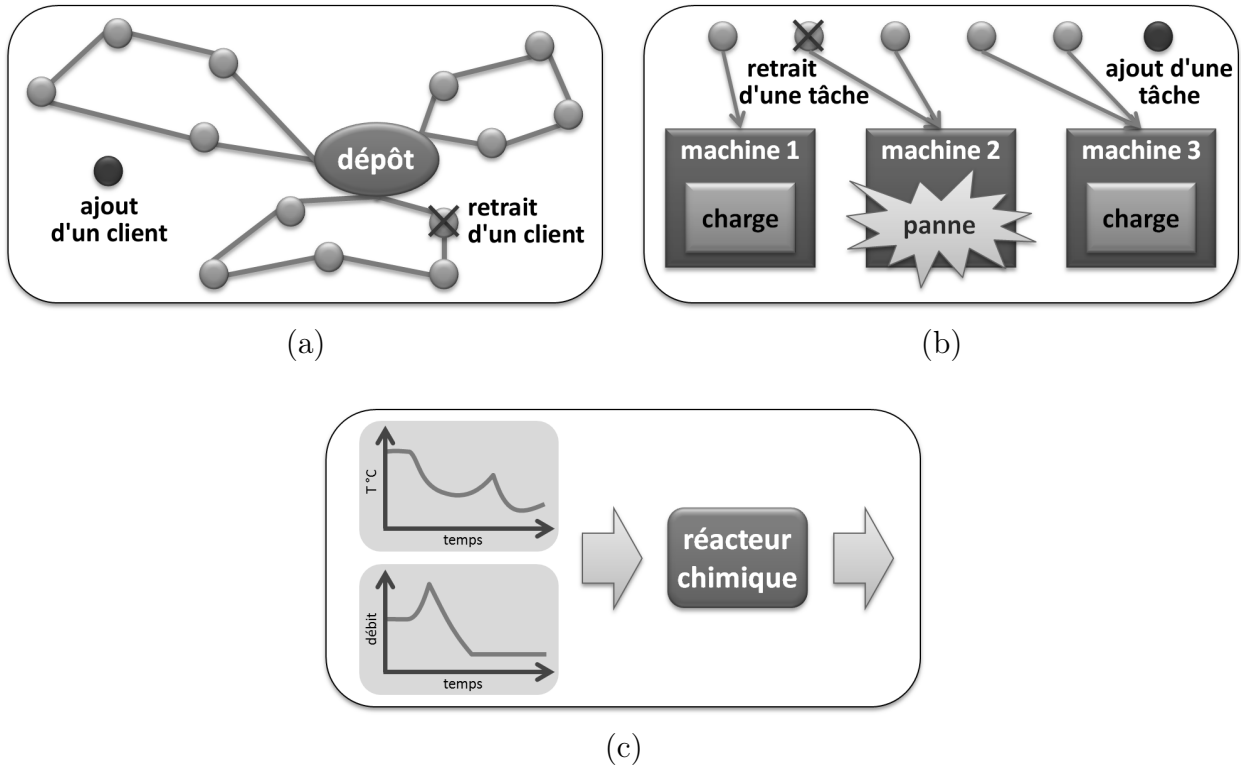 dépôt
ajout
d'un client
retrait
d'un client
(a)
retrait
d'une tâche
ajout d'une
tâche
machine 1
machine 2
machine 3
charge
panne
charge
(b)
T °C
temps
débit
temps
réacteur
chimique
(c)